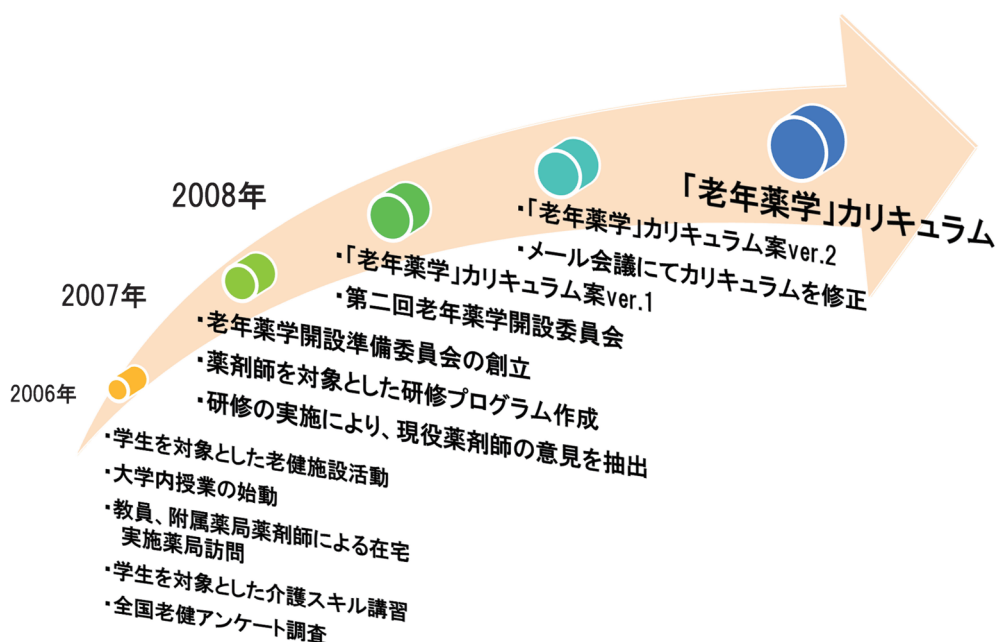 2006年
・学生を対象とした老健施設活動
・大学内授業の始動
・教員、附属薬局薬剤師による在宅
実施薬局訪問
・学生を対象とした介護スキル講習
・全国老健アンケート調査
2007年
・老年薬学開設準備委員会の創立
・薬剤師を対象とした研修プログラム作成
・研修の実施により、現役薬剤師の意見を抽出
2008年
・「老年薬学」カリキュラム案ver.1
・第二回老年薬学開設委員会
・「老年薬学」カリキュラム案ver.2
・メール会議にてカリキュラムを修正
「老年薬学」カリキュラム